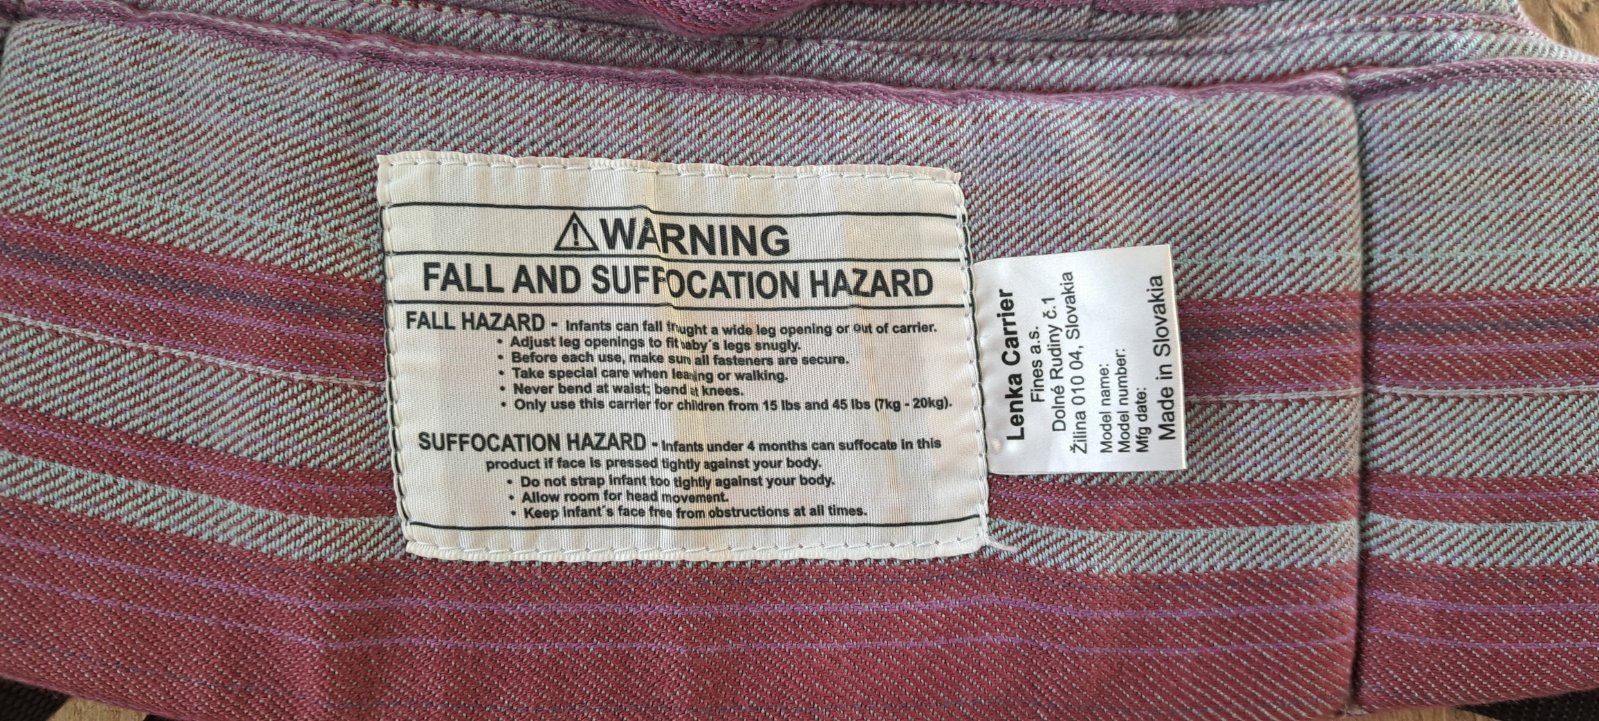 ⚠WARNING
FALL AND SUFFOCATION HAZARD
FALL HAZARD - Infants can fall trught a wide leg opening or out of carrier.
• Adjust leg openings to fit baby´s legs snugly.
• Before each use, make sure all fasteners are secure.
• Take special care when leaning or walking.
• Never bend at waist; bend at knees.
• Only use this carrier for children from 15 lbs and 45 lbs (7kg - 20kg).
SUFFOCATION HAZARD - Infants under 4 months can suffocate in this
product if face is pressed tightly against your body.
• Do not strap infant too tightly against your body.
• Allow room for head movement.
• Keep infant´s face free from obstructions at all times.
Lenka Carrier
Fines a.s.
Dolné Rudiny č.1
Žilina 010 04, Slovakia
Model name:
Model number:
Mfg date:
Made in Slovakia